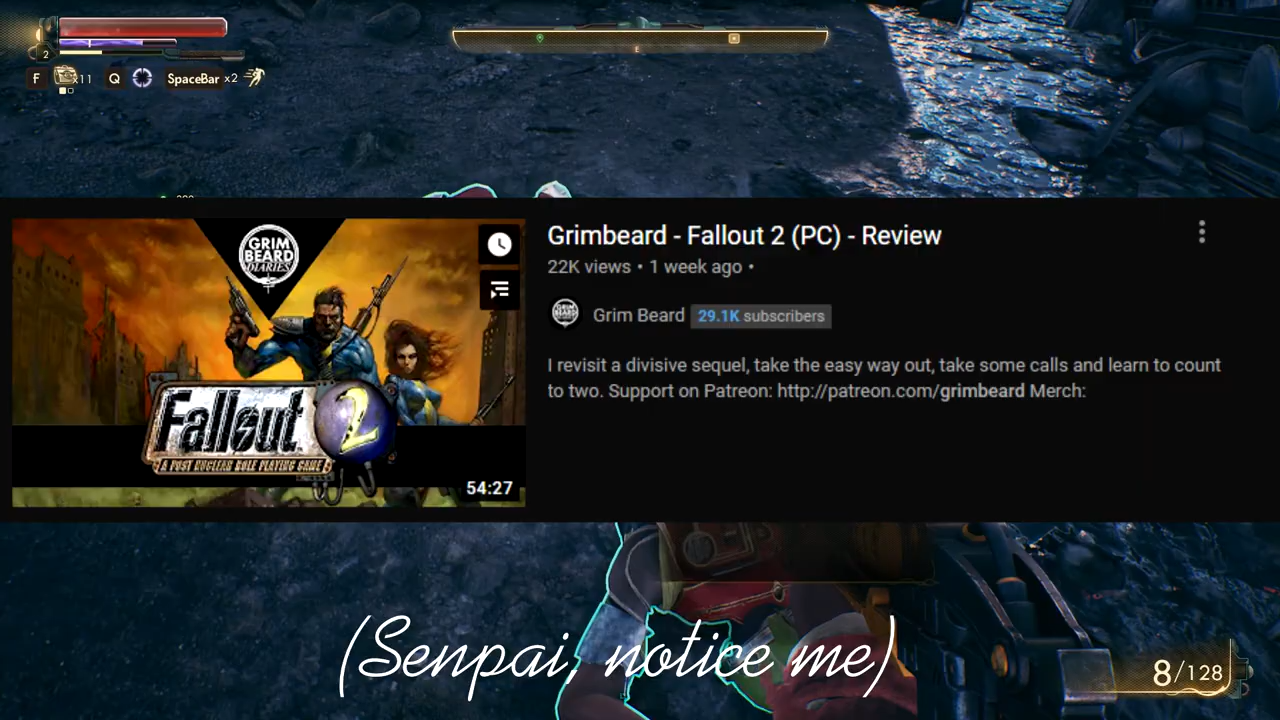 2
F x11 Q SpaceBar x2
E
GRIM
BEARD
DIARIES
Fallout 2
A POST NUCLEAR ROLE PLAYING GAME
54:27
Grimbeard - Fallout 2 (PC) - Review
22K views • 1 week ago •
Grim Beard 29.1K subscribers
I revisit a divisive sequel, take the easy way out, take some calls and learn to count
to two. Support on Patreon: http://patreon.com/grimbeard Merch:
(Senpai, notice me)
8/128